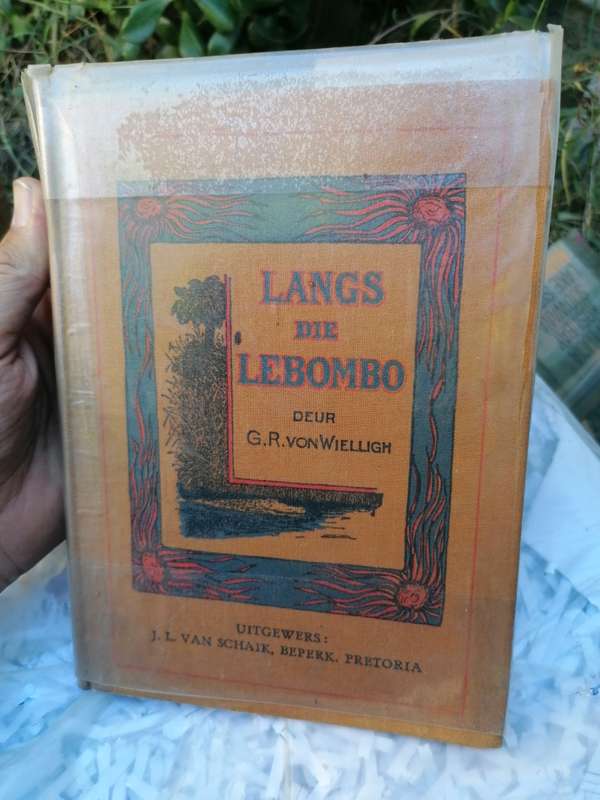 LANGS
DIE
LEBOMBO
DEUR
G.R. VON WIELLIGH
UITGEWERS:
J. L. VAN SCHAIK, BEPERK. PRETORIA